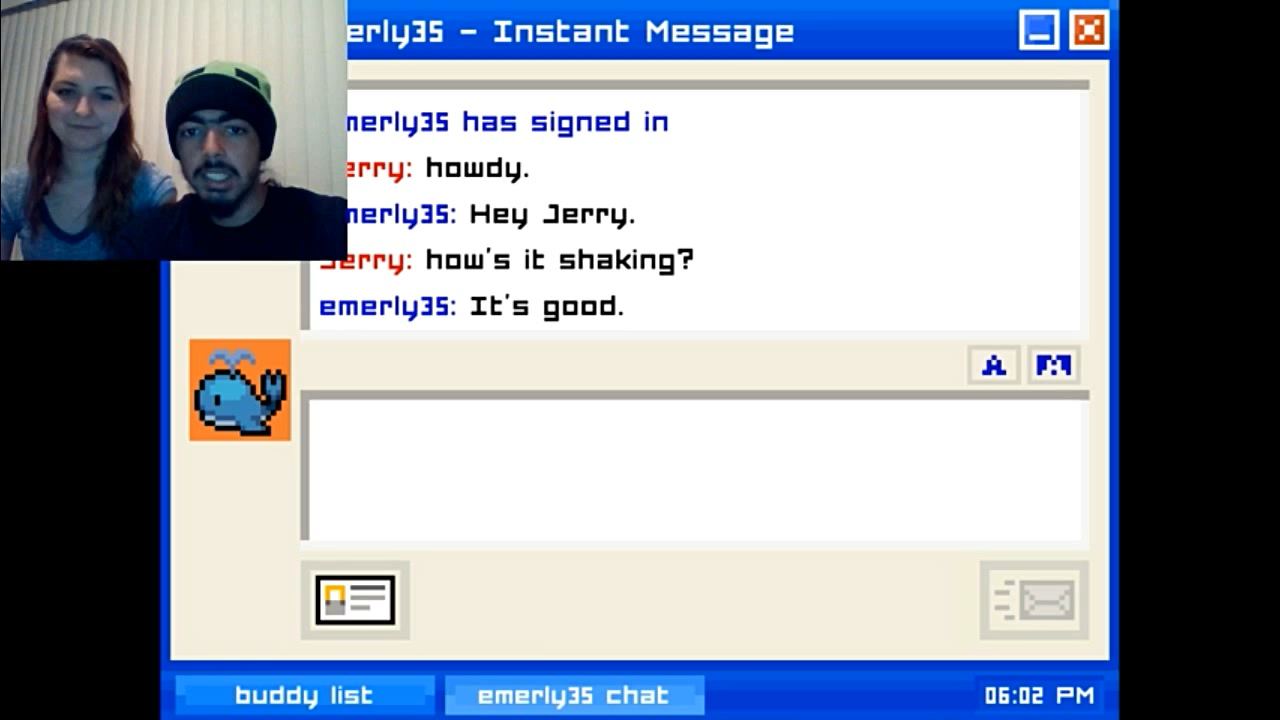 erly35 - Instant Message
merly35 has signed in
erry: howdy.
merly35: Hey Jerry.
Jerry: how's it shaking?
emerly35: It's good.
A
buddy list
emerly35 chat
06:02 PM